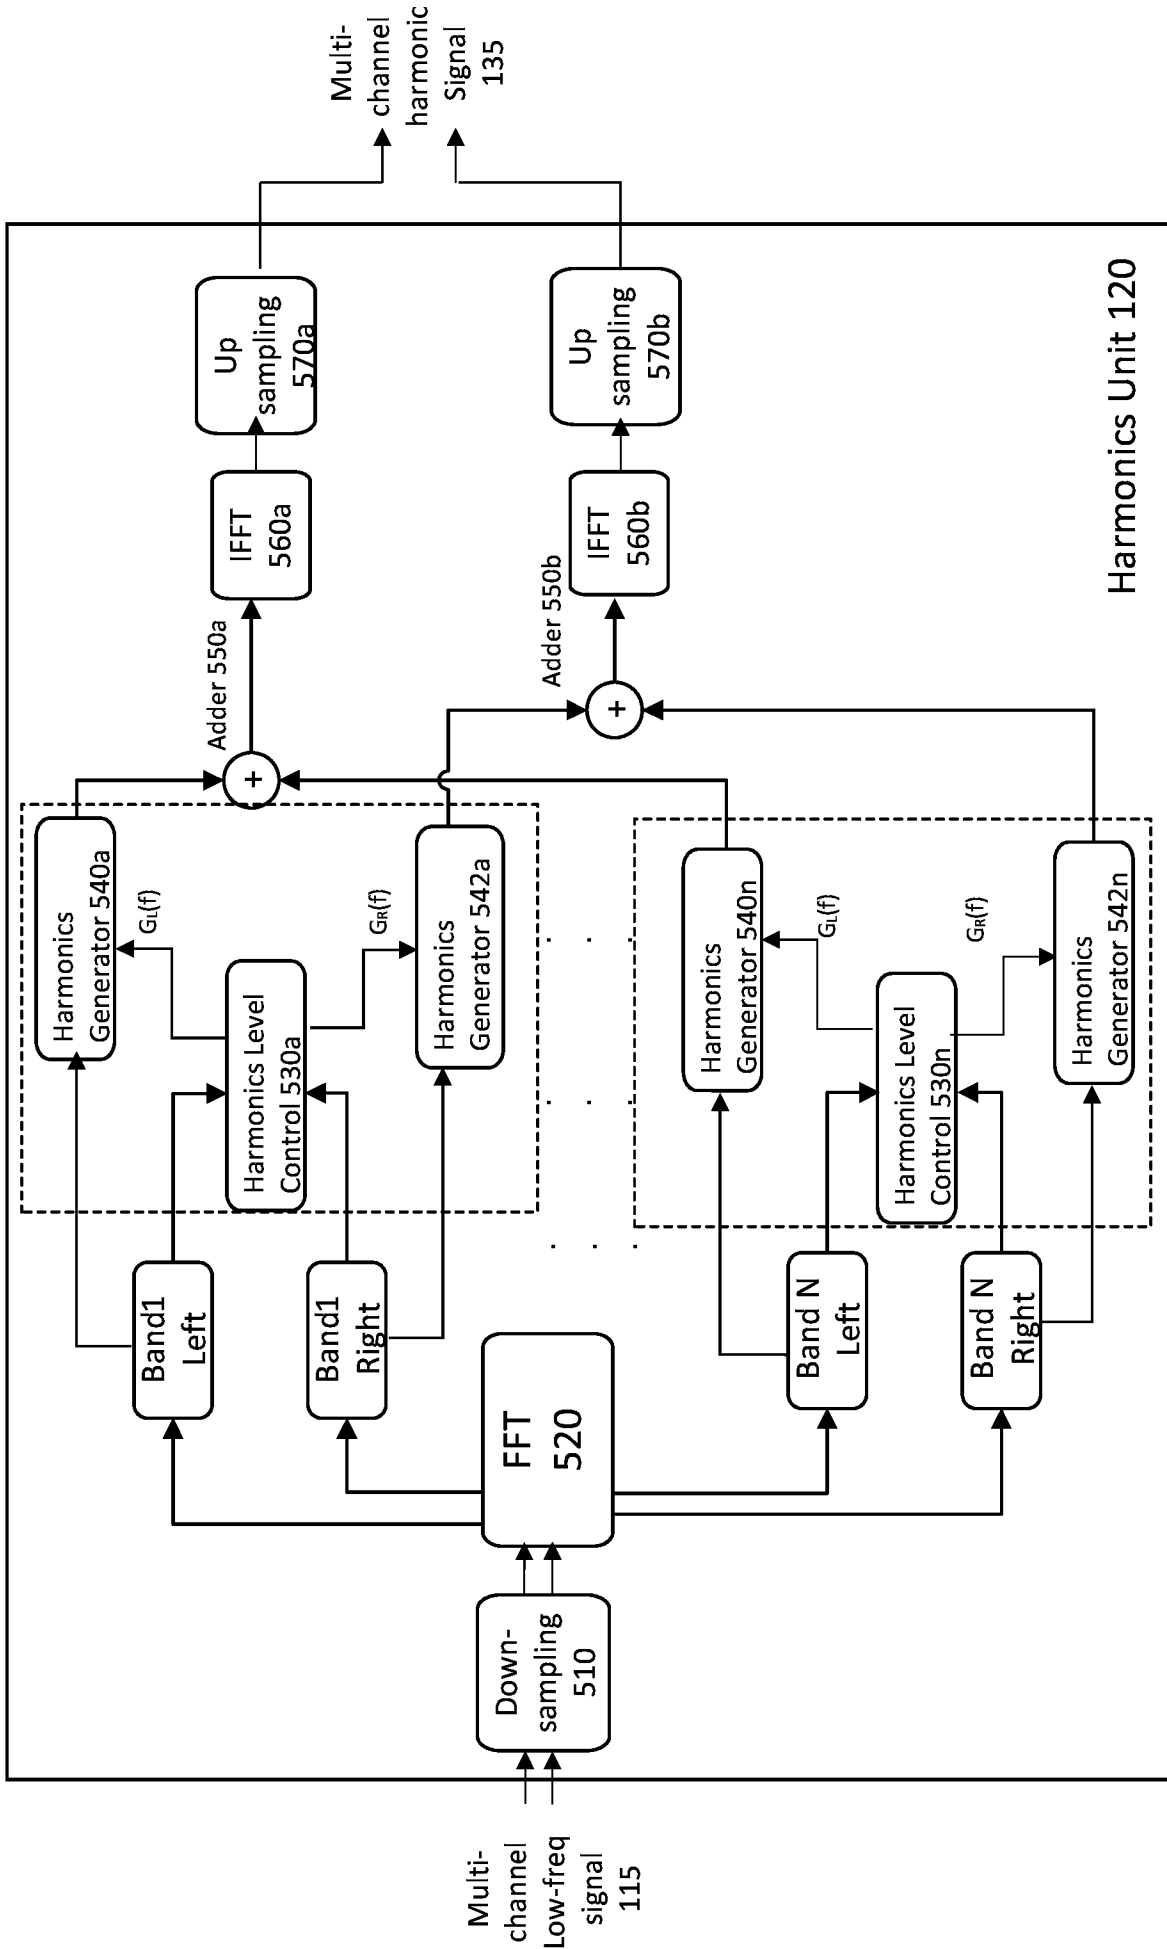 Multi-
channel
Low-freq
signal
115
Down-
sampling
510
FFT
520
Band1
Left
Band1
Right
Band N
Left
Band N
Right
Harmonics Level
Control 530a
Harmonics
Generator 540a
GL(f)
GR(f)
Harmonics
Generator 542a
. . .
. . .
. . .
Harmonics Level
Control 530n
Harmonics
Generator 540n
GL(f)
GR(f)
Harmonics
Generator 542n
+
Adder 550a
+
Adder 550b
IFFT
560a
IFFT
560b
Up
sampling
570a
Up
sampling
570b
Multi-
channel
harmonic
Signal
135
Harmonics Unit 120